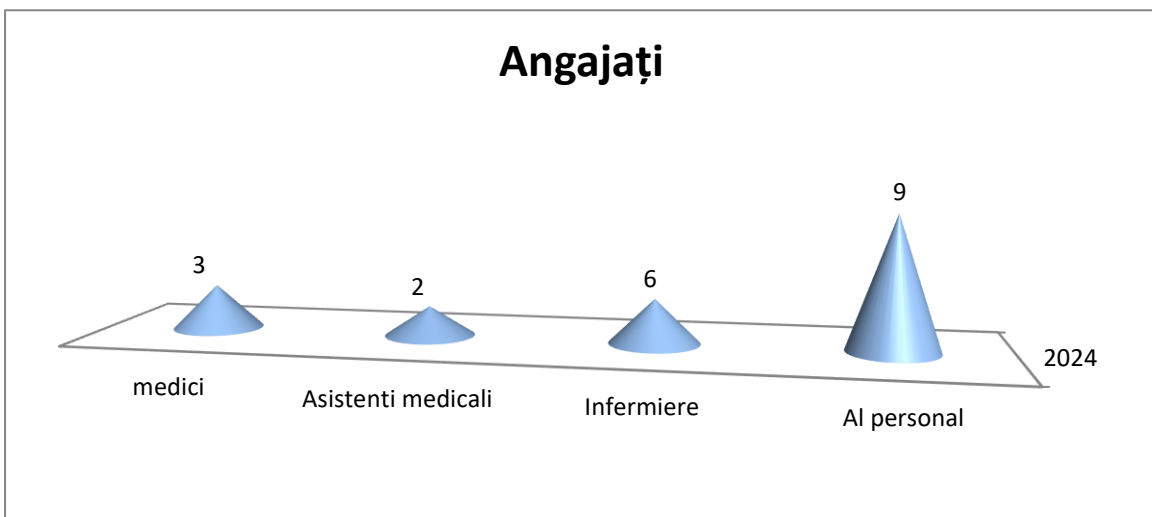 Angajați
9
3
2
6
2024
medici
Asistenti medicali
Infermiere
Al personal